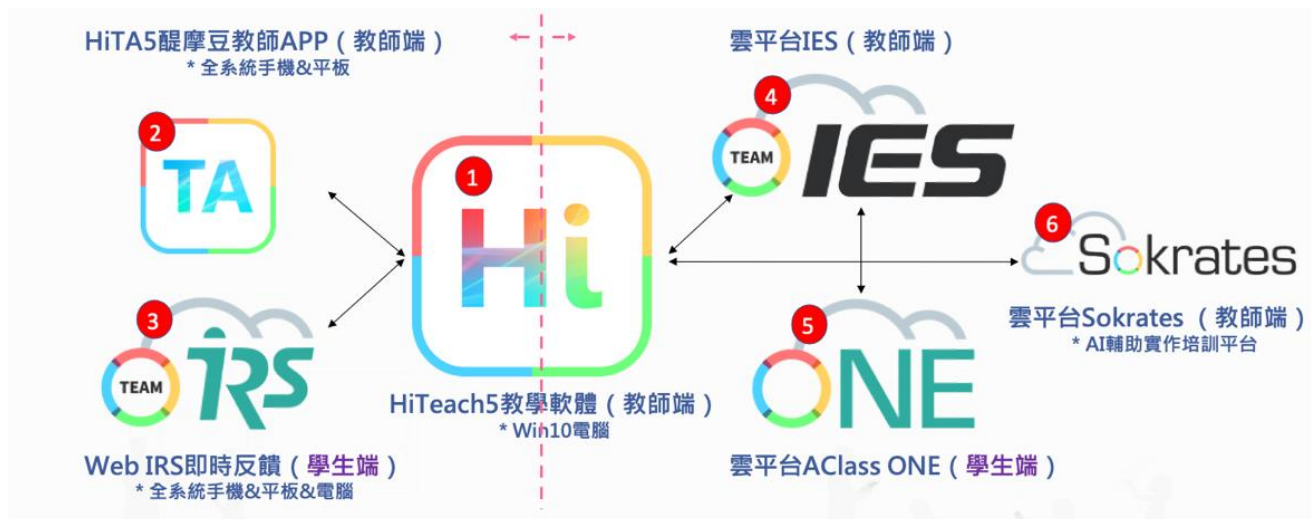 HiTA5醍摩豆教師APP（教師端）
* 全系統手機&平板
雲平台IES（教師端）
2
TA
1
Hi
4
TEAM IES
6
Sokrates
雲平台Sokrates （教師端）
* AI輔助實作培訓平台
3
TEAM iRS
5
ONE
HiTeach5教學軟體（教師端）
* Win10電腦
Web IRS即時反饋（學生端）
* 全系統手機&平板&電腦
雲平台AClass ONE（學生端）